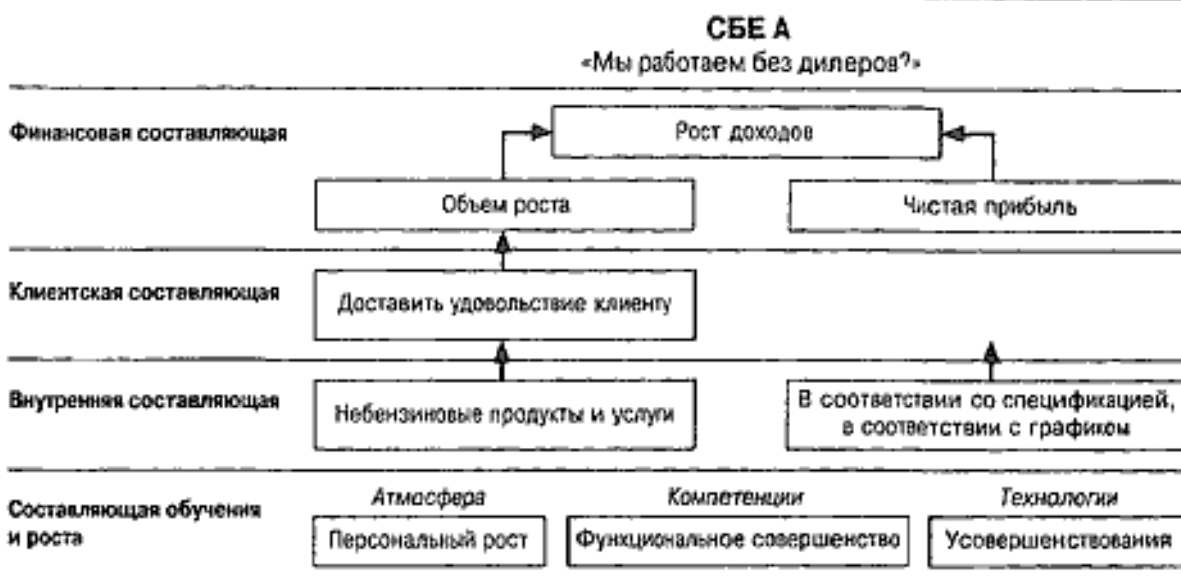 СБЕ А
«Мы работаем без дилеров?»
Финансовая составляющая
Рост доходов
Объем роста
Чистая прибыль
Клиентская составляющая
Доставить удовольствие клиенту
Внутренняя составляющая
Небензиновые продукты и услуги
В соответствии со спецификацией,
в соответствии с графиком
Составляющая обучения
и роста
Атмосфера
Компетенции
Технологии
Персональный рост
Функциональное совершенство
Усовершенствования